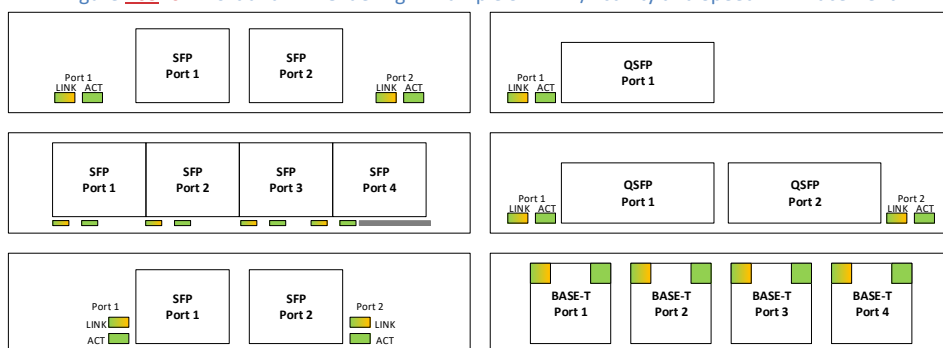 SFP
Port 1
SFP
Port 2
Port 1
LINK ACT
Port 2
LINK ACT
QSFP
Port 1
Port 1
LINK ACT
SFP
Port 1
SFP
Port 2
SFP
Port 3
SFP
Port 4
QSFP
Port 1
QSFP
Port 2
Port 1
LINK ACT
Port 2
LINK ACT
Port 1
LINK
ACT
SFP
Port 1
SFP
Port 2
Port 2
LINK
ACT
BASE-T
Port 1
BASE-T
Port 2
BASE-T
Port 3
BASE-T
Port 4